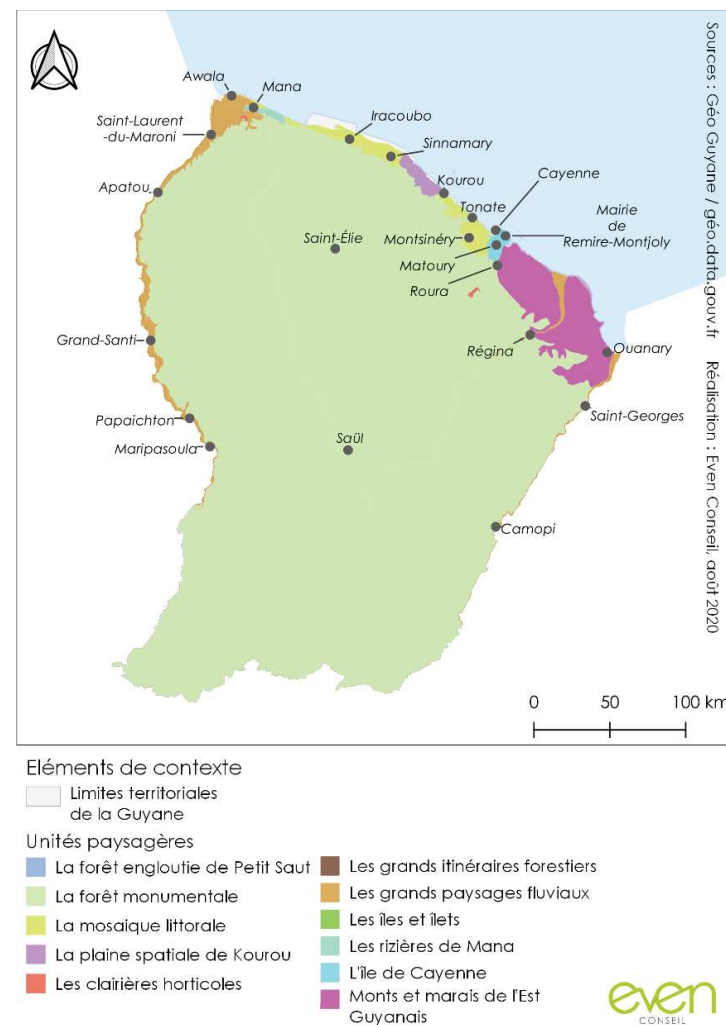 Awala
Mana
Saint-Laurent
-du-Maroni
Iracoubo
Sinnamary
Apatou
Kourou
Cayenne
Tonate
Mairie
de
Remire-Montjoly
Saint-Élie
Montsinéry
Matoury
Roura
Grand-Santi
Régina
Ouanary
Papaichton
Saint-Georges
Maripasoula
Saül
Camopi
0 50 100 km
Sources : Géo Guyane / géo.data.gouv.fr Réalisation : Even Conseil, août 2020
Eléments de contexte
Limites territoriales
de la Guyane
Unités paysagères
La forêt engloutie de Petit Saut
La forêt monumentale
La mosaïque littorale
La plaine spatiale de Kourou
Les clairières horticoles
Les grands itinéraires forestiers
Les grands paysages fluviaux
Les îles et îlets
Les rizières de Mana
L'île de Cayenne
Monts et marais de l'Est
Guyanais
even
CONSEIL